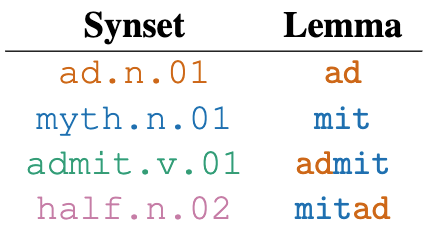 Synset Lemma
ad.n.01 ad
myth.n.01 mit
admit.v.01 admit
half.n.02 mitad